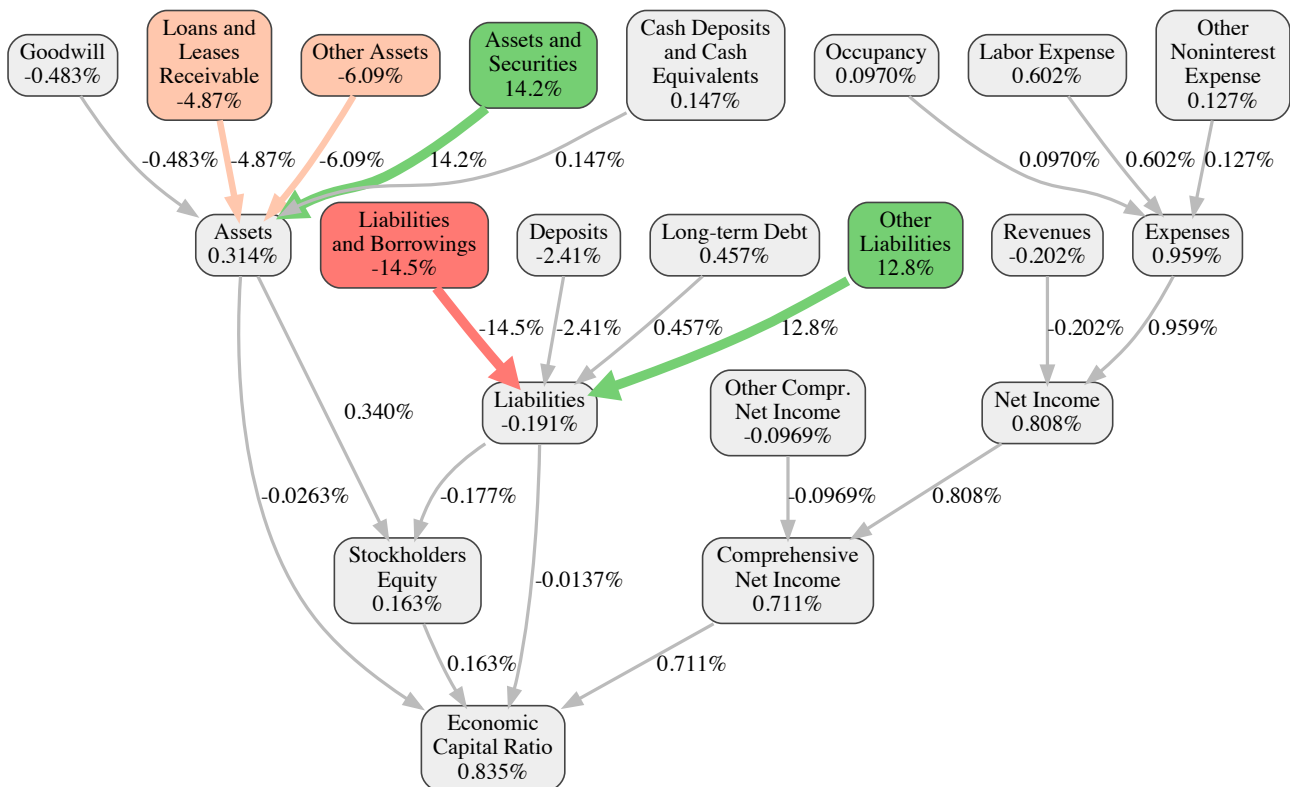 Goodwill
-0.483%
Loans and
Leases
Receivable
-4.87%
Other Assets
-6.09%
Assets and
Securities
14.2%
Cash Deposits
and Cash
Equivalents
0.147%
Occupancy
0.0970%
Labor Expense
0.602%
Other
Noninterest
Expense
0.127%
-0.483%
-4.87%
-6.09%
14.2%
0.147%
0.0970%
0.602%
0.127%
Assets
0.314%
Liabilities
and Borrowings
-14.5%
Deposits
-2.41%
Long-term Debt
0.457%
Other
Liabilities
12.8%
Revenues
-0.202%
Expenses
0.959%
-14.5%
-2.41%
0.457%
12.8%
-0.202%
0.959%
0.340%
Liabilities
-0.191%
Other Compr.
Net Income
-0.0969%
Net Income
0.808%
-0.0263%
-0.177%
-0.0969%
0.808%
Stockholders
Equity
0.163%
-0.0137%
Comprehensive
Net Income
0.711%
0.163%
0.711%
Economic
Capital Ratio
0.835%